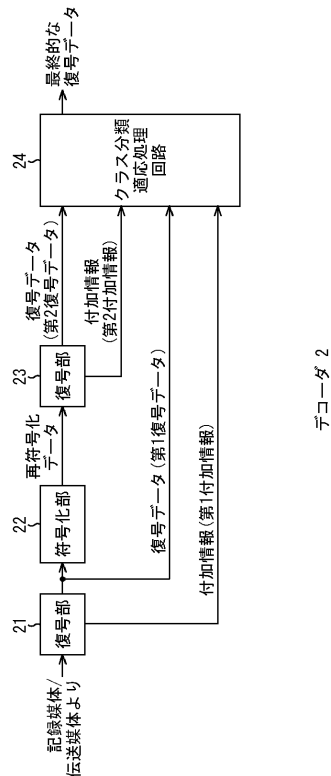 記録媒体/
伝送媒体より
21
復号部
22
符号化部
再符号化
データ
23
復号部
復号データ
(第2復号データ)
付加情報
(第2付加情報)
復号データ(第1復号データ)
付加情報(第1付加情報)
24
クラス分類
適応処理
回路
最終的な
復号データ
デコーダ 2